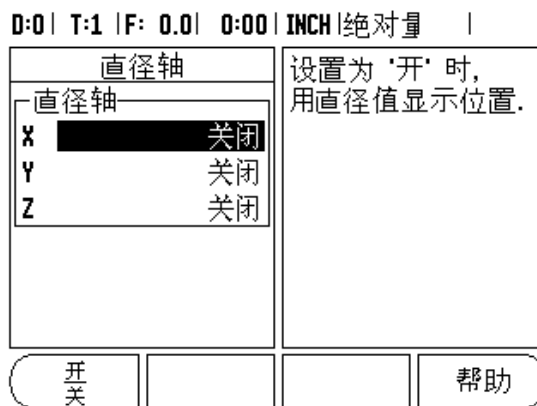 D:0| T:1 |F: 0.0| 0:00|INCH|绝对量 |
直径轴
直径轴
X 关闭
Y 关闭
Z 关闭
设置为 '开' 时,
用直径值显示位置.
开
关
帮助